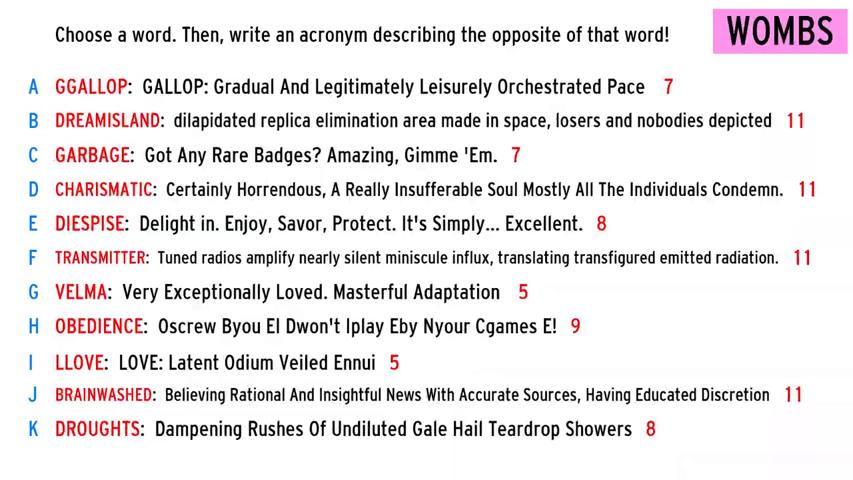 Choose a word. Then, write an acronym describing the opposite of that word!
WOMBS
A GGALLOP: GALLOP: Gradual And Legitimately Leisurely Orchestrated Pace 7
B DREAMISLAND: dilapidated replica elimination area made in space, losers and nobodies depicted 11
C GARBAGE: Got Any Rare Badges? Amazing, Gimme 'Em. 7
D CHARISMATIC: Certainly Horrendous, A Really Insufferable Soul Mostly All The Individuals Condemn. 11
E DIESPISE: Delight in. Enjoy, Savor, Protect. It's Simply... Excellent. 8
F TRANSMITTER: Tuned radios amplify nearly silent miniscule influx, translating transfigured emitted radiation. 11
G VELMA: Very Exceptionally Loved. Masterful Adaptation 5
H OBEDIENCE: Oscrew Byou EI Dwon't Iplay Eby Nyour Cgames E! 9
I LLOVE: LOVE: Latent Odium Veiled Ennui 5
J BRAINWASHED: Believing Rational And Insightful News With Accurate Sources, Having Educated Discretion 11
K DROUGHTS: Dampening Rushes Of Undiluted Gale Hail Teardrop Showers 8